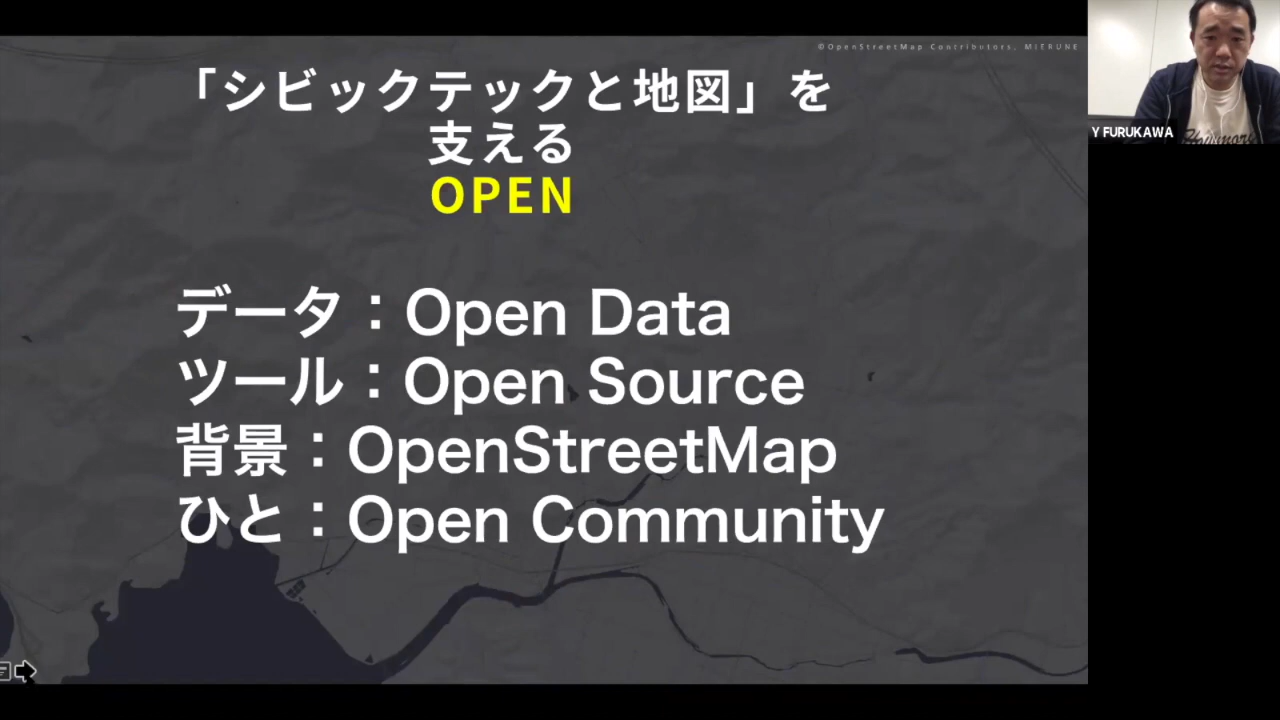 ©OpenStreetMap Contributors, MIERUNE
「シビックテックと地図」を
支える
OPEN
データ：Open Data
ツール：Open Source
背景：OpenStreetMap
ひと：Open Community
Y FURUKAWA